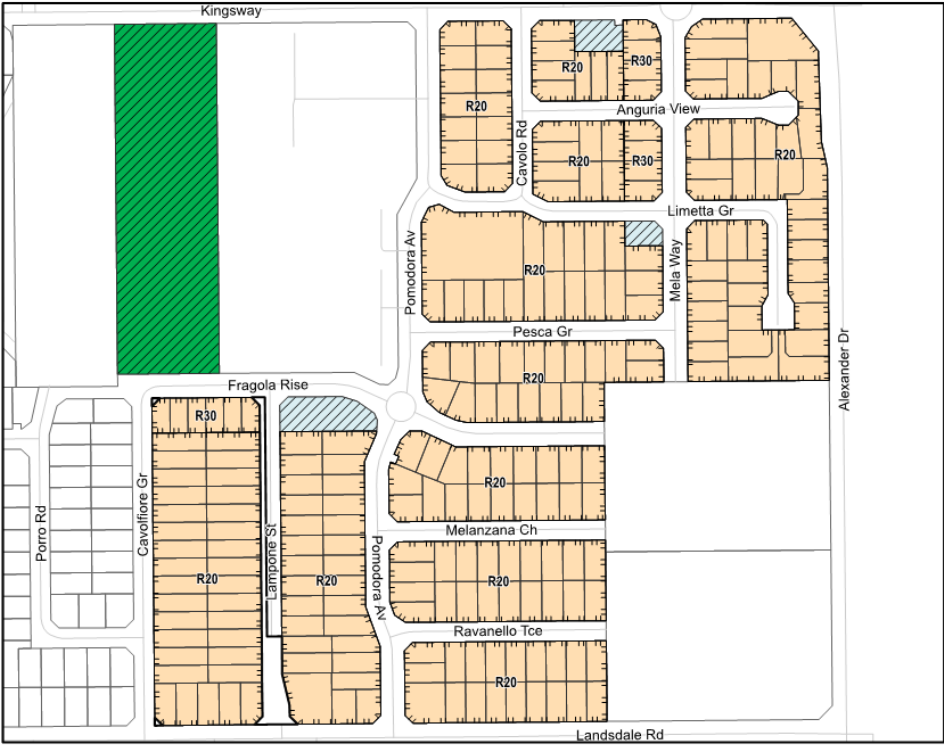 Kingsway
R20
R20
R30
Anguria View
Cavolo Rd
R20
R30
R20
Limetta Gr
Pomodora Av
R20
Mela Way
Pesca Gr
Alexander Dr
R20
Fragola Rise
R30
R20
Cavolfiore Gr
Porro Rd
Lampone St
Melanzana Ch
Pomodora Av
R20
R20
R20
Ravanello Tce
R20
Landsdale Rd